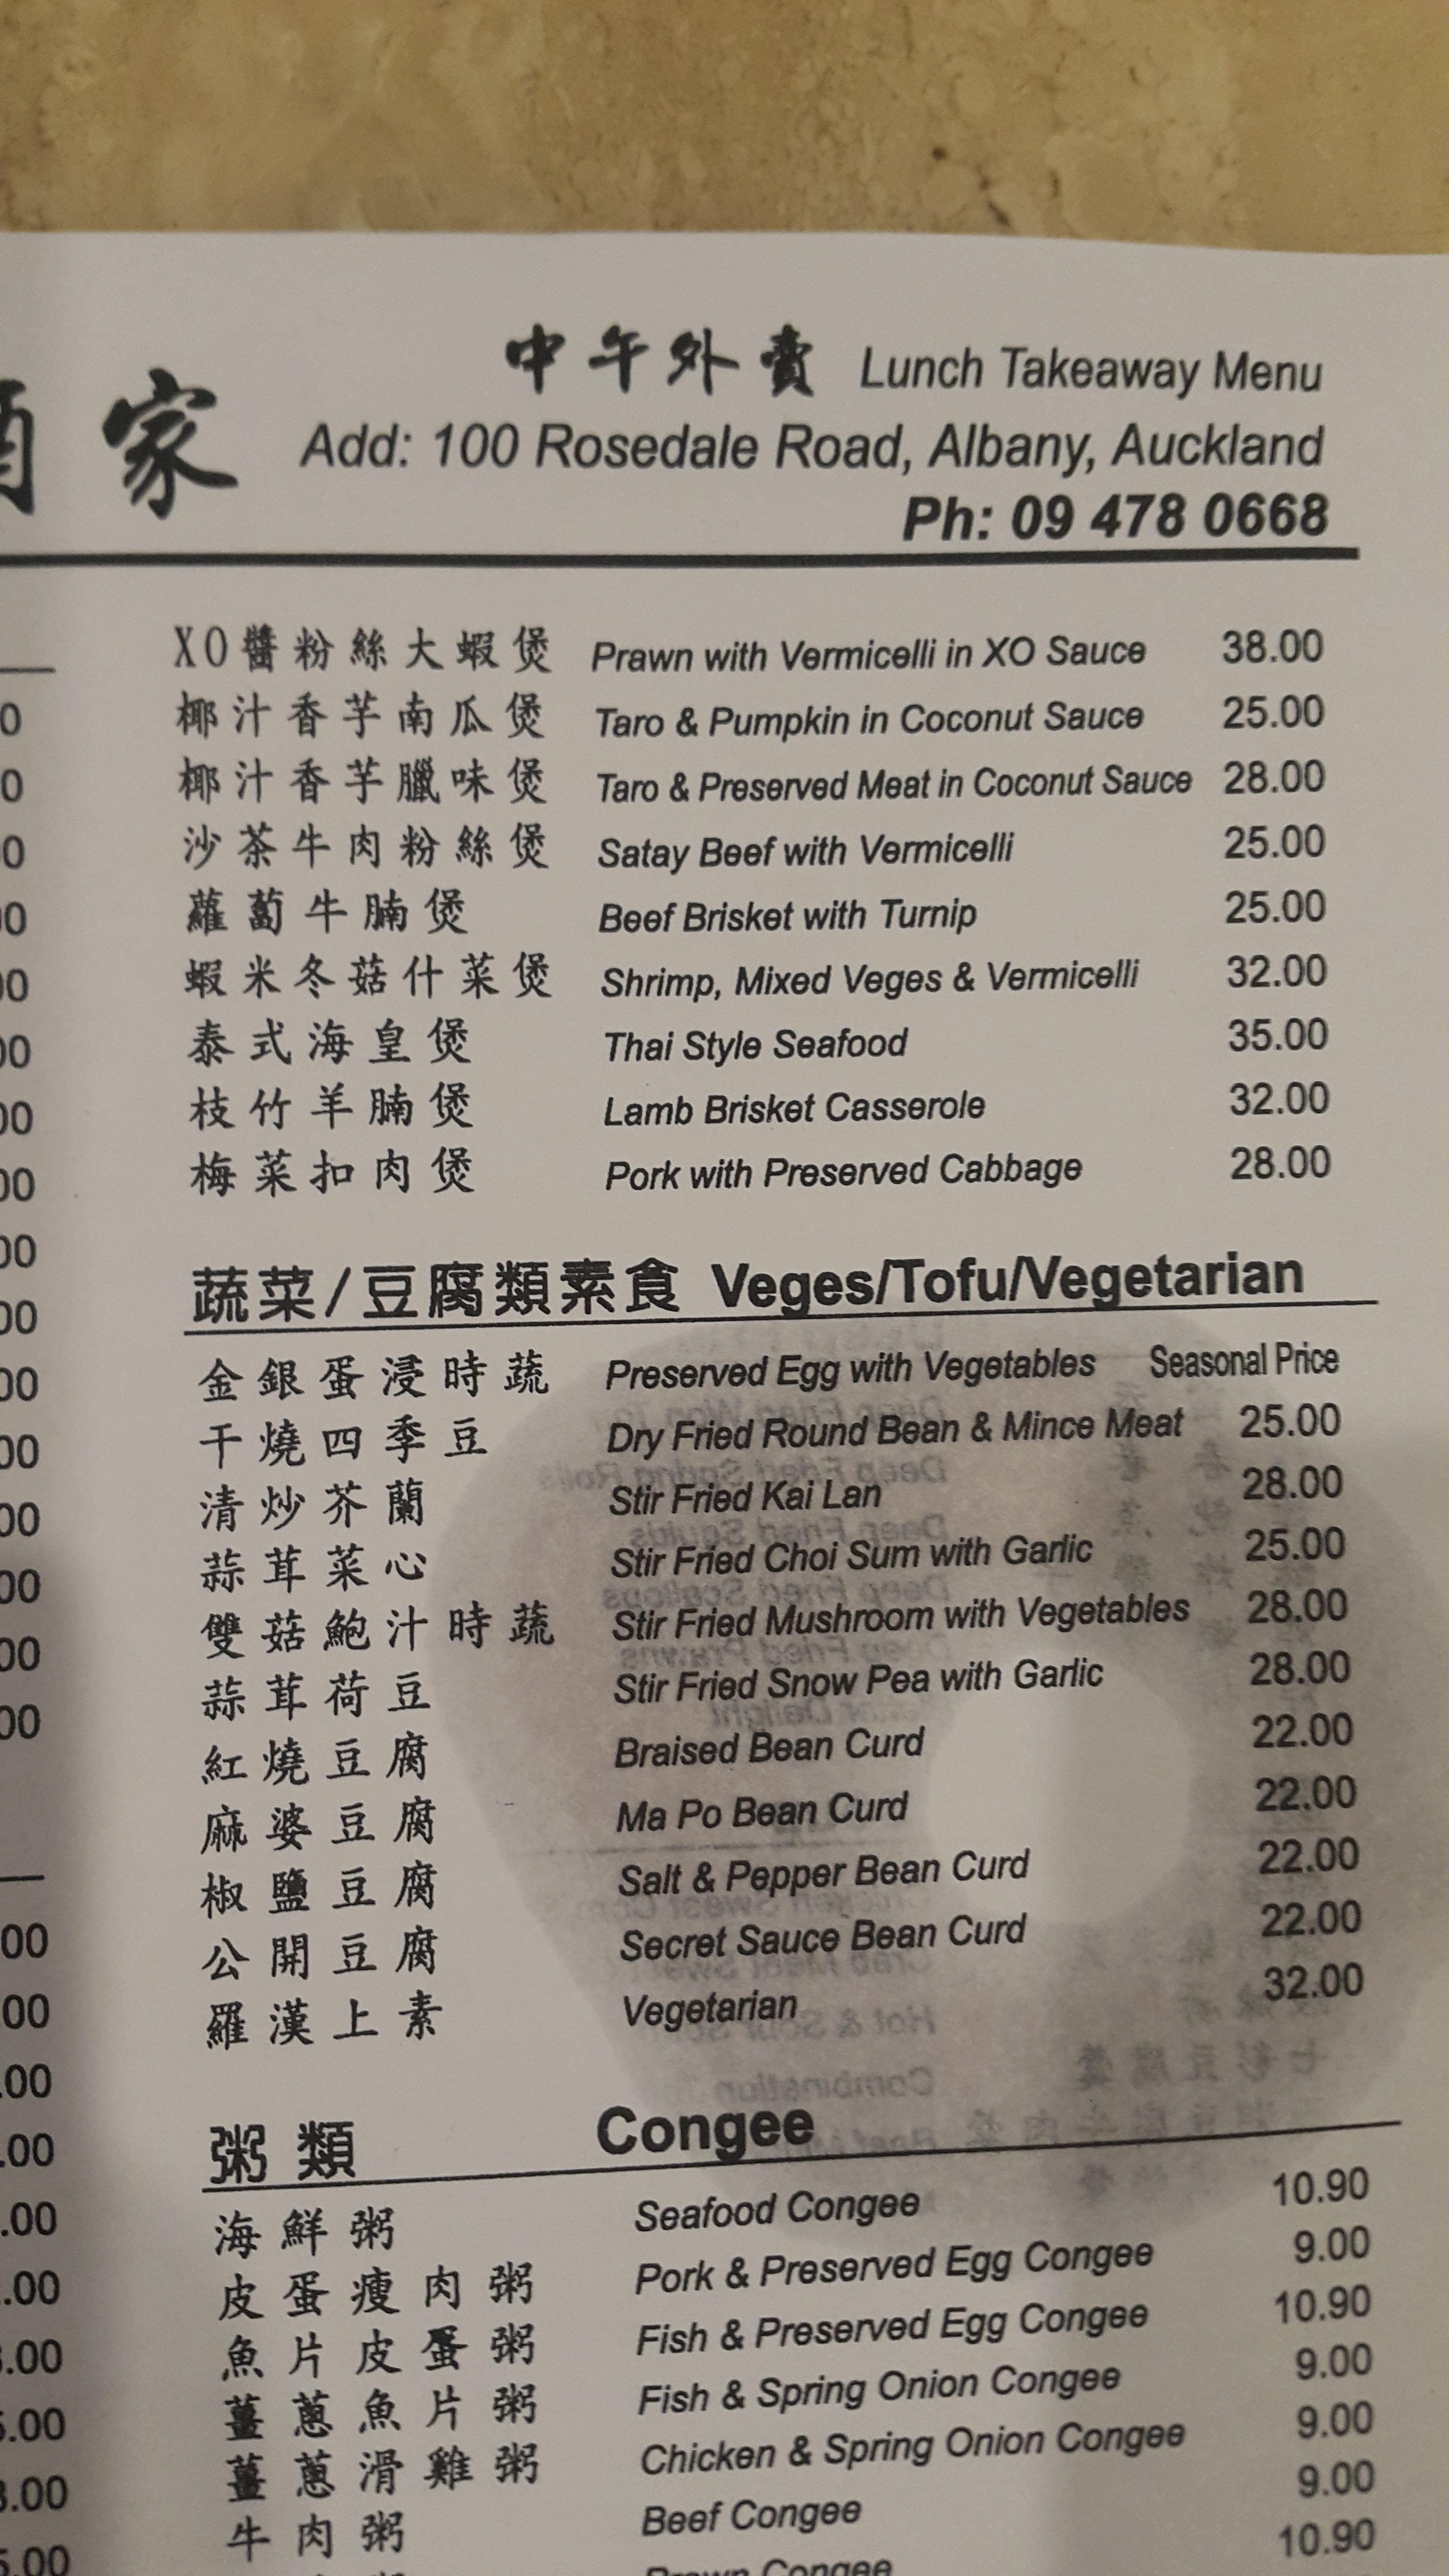 中午外賣 Lunch Takeaway Menu
家 Add: 100 Rosedale Road, Albany, Auckland
Ph: 09 478 0668
XO醬粉絲大蝦煲 Prawn with Vermicelli in XO Sauce 38.00
椰汁香芋南瓜煲 Taro & Pumpkin in Coconut Sauce 25.00
椰汁香芋臘味煲 Taro & Preserved Meat in Coconut Sauce 28.00
沙茶牛肉粉絲煲 Satay Beef with Vermicelli 25.00
蘿蔔牛腩煲 Beef Brisket with Turnip 25.00
蝦米冬菇什菜煲 Shrimp, Mixed Veges & Vermicelli 32.00
泰式海皇煲 Thai Style Seafood 35.00
枝竹羊腩煲 Lamb Brisket Casserole 32.00
梅菜扣肉煲 Pork with Preserved Cabbage 28.00
蔬菜/豆腐類素食 Veges/Tofu/Vegetarian
金銀蛋浸時蔬 Preserved Egg with Vegetables Seasonal Price
干燒四季豆 Dry Fried Round Bean & Mince Meat 25.00
清炒芥蘭 Stir Fried Kai Lan 28.00
蒜茸菜心 Stir Fried Choi Sum with Garlic 25.00
雙菇鮑汁時蔬 Stir Fried Mushroom with Vegetables 28.00
蒜茸荷豆 Stir Fried Snow Pea with Garlic 28.00
紅燒豆腐 Braised Bean Curd 22.00
麻婆豆腐 Ma Po Bean Curd 22.00
椒鹽豆腐 Salt & Pepper Bean Curd 22.00
公開豆腐 Secret Sauce Bean Curd 22.00
羅漢上素 Vegetarian 32.00
粥類 Congee
海鮮粥 Seafood Congee 10.90
皮蛋瘦肉粥 Pork & Preserved Egg Congee 9.00
魚片皮蛋粥 Fish & Preserved Egg Congee 10.90
薑蔥魚片粥 Fish & Spring Onion Congee 9.00
薑蔥滑雞粥 Chicken & Spring Onion Congee 9.00
牛肉粥 Beef Congee 9.00
Prawn Congee 10.90